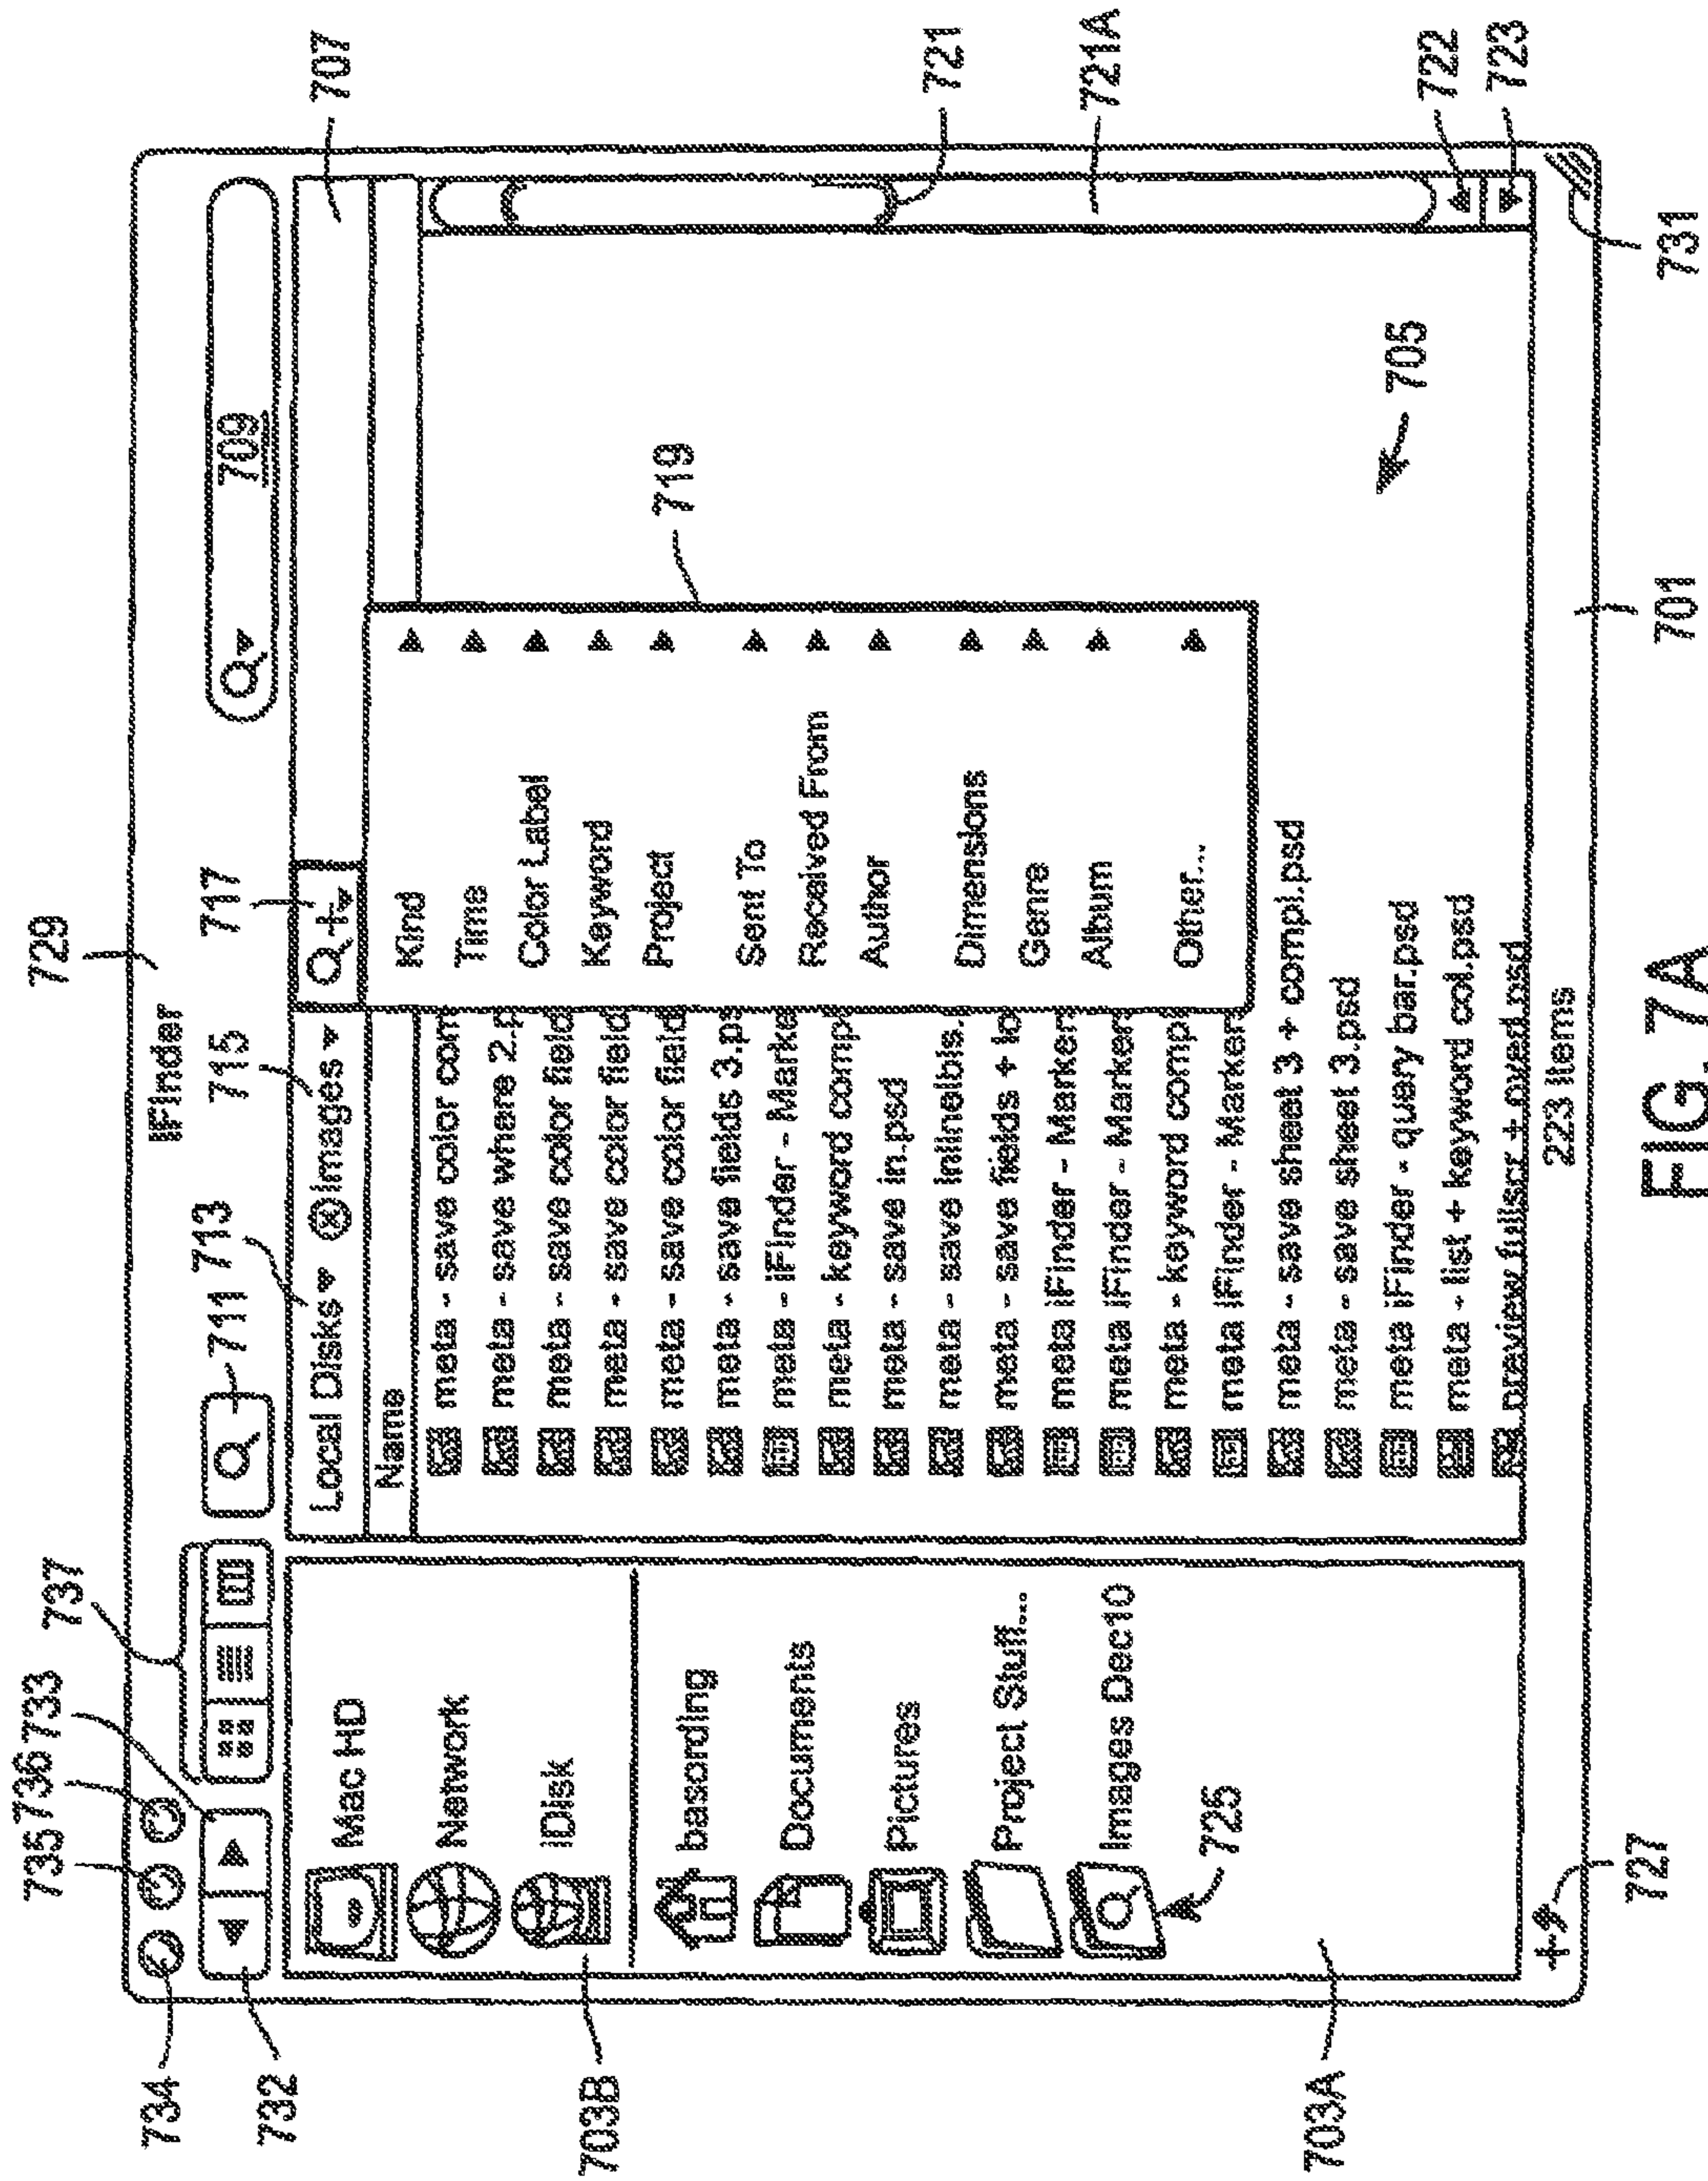 729
735 736 733
737
711 713
715
717
734
iFinder
732
709
707
Local Disks Images
Name
Kind
Time
Color Label
Keyword
Project
Sent To
Received From
Author
Dimensions
Genre
Album
Other...
719
Mac HD
Network
iDisk
703B
basording
Documents
Pictures
Project Stuff...
Images Dec10
725
703A
meta - save color com
meta - save where 2.p
meta - save color field
meta - save color field
meta - save color field
meta - save fields 3.ps
meta - iFinder - Marke
meta - keyword comp
meta - save in.psd
meta - save
meta - save fields + lo
meta iFinder - Marker
meta iFinder - Marker
meta - keyword comp
meta iFinder - Marker
meta - save sheet 3 + compl.psd
meta - save sheet 3.psd
meta iFinder - query bar.psd
meta - list + keyword col.psd
preview fullscr +
721
721A
705
722
723
223 items
727
701
731
FIG. 7A